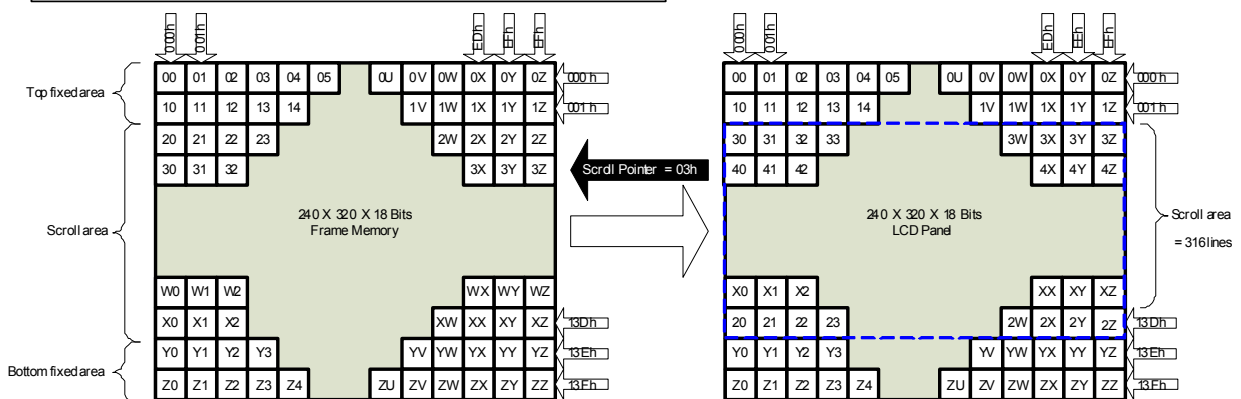 000h 001h EDh EFh EFh 000h 001h EDh EEh EFh
00 01 02 03 04 05 0U 0V 0W 0X 0Y 0Z 000h 00 01 02 03 04 05 0U 0V 0W 0X 0Y 0Z 000h
Top fixed area
10 11 12 13 14 1V 1W 1X 1Y 1Z 001h 10 11 12 13 14 1V 1W 1X 1Y 1Z 001h
20 21 22 23 2W 2X 2Y 2Z 30 31 32 33 3W 3X 3Y 3Z
30 31 32 3X 3Y 3Z Scroll Pointer = 03h 40 41 42 4X 4Y 4Z
Scroll area
240 X 320 X 18 Bits
Frame Memory
240 X 320 X 18 Bits
LCD Panel
Scroll area
= 316 lines
W0 W1 W2 WX WY WZ X0 X1 X2 XX XY XZ
X0 X1 X2 XW XX XY XZ 13Dh 20 21 22 23 2W 2X 2Y 2Z 13Dh
Y0 Y1 Y2 Y3 YV YW YX YY YZ 13Eh Y0 Y1 Y2 Y3 YV YW YX YY YZ 13Eh
Bottom fixed area
Z0 Z1 Z2 Z3 Z4 ZU ZV ZW ZX ZY ZZ 13Fh Z0 Z1 Z2 Z3 Z4 ZU ZV ZW ZX ZY ZZ 13Fh